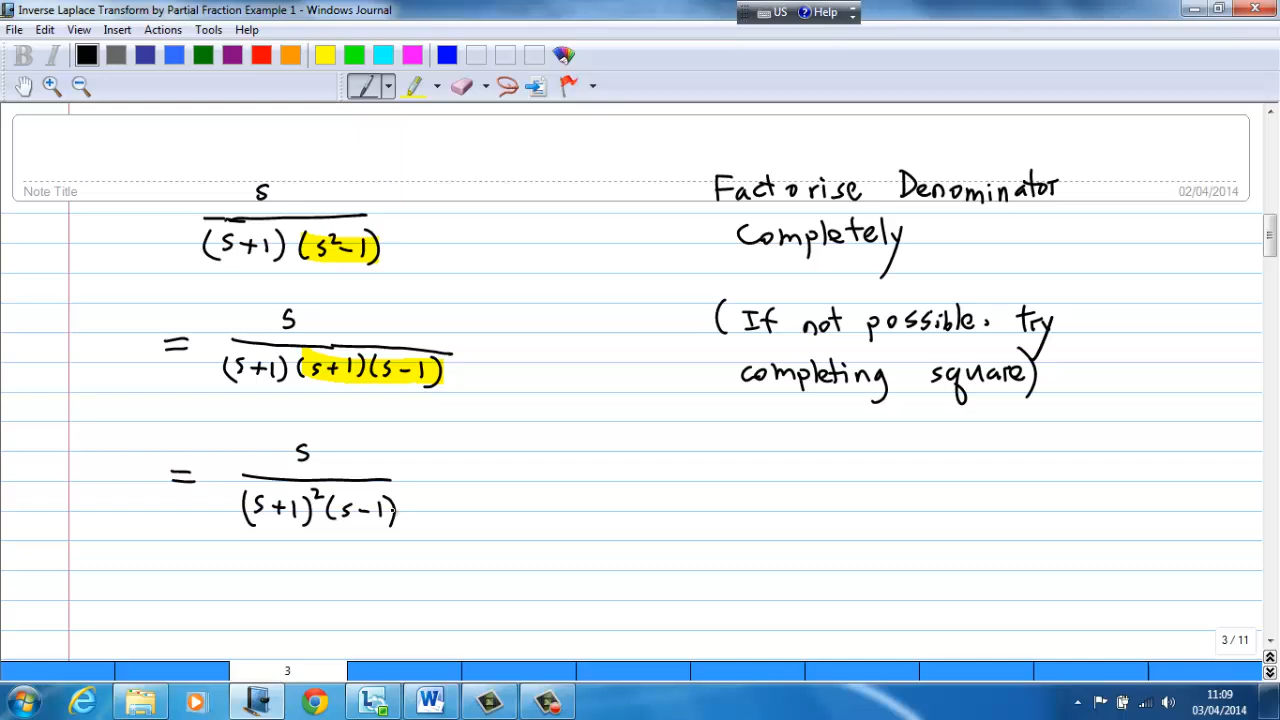 Inverse Laplace Transform by Partial Fraction Example 1 - Windows Journal
US Help
File Edit View Insert Actions Tools Help
B I
Note Title
02/04/2014
s
(s+1) (s²-1)
= s
(s+1) (s+1)(s-1)
= s
(s+1)²(s-1)
Factorise Denominator
Completely
(If not possible, try
completing square)
3 / 11
3
11:09
03/04/2014